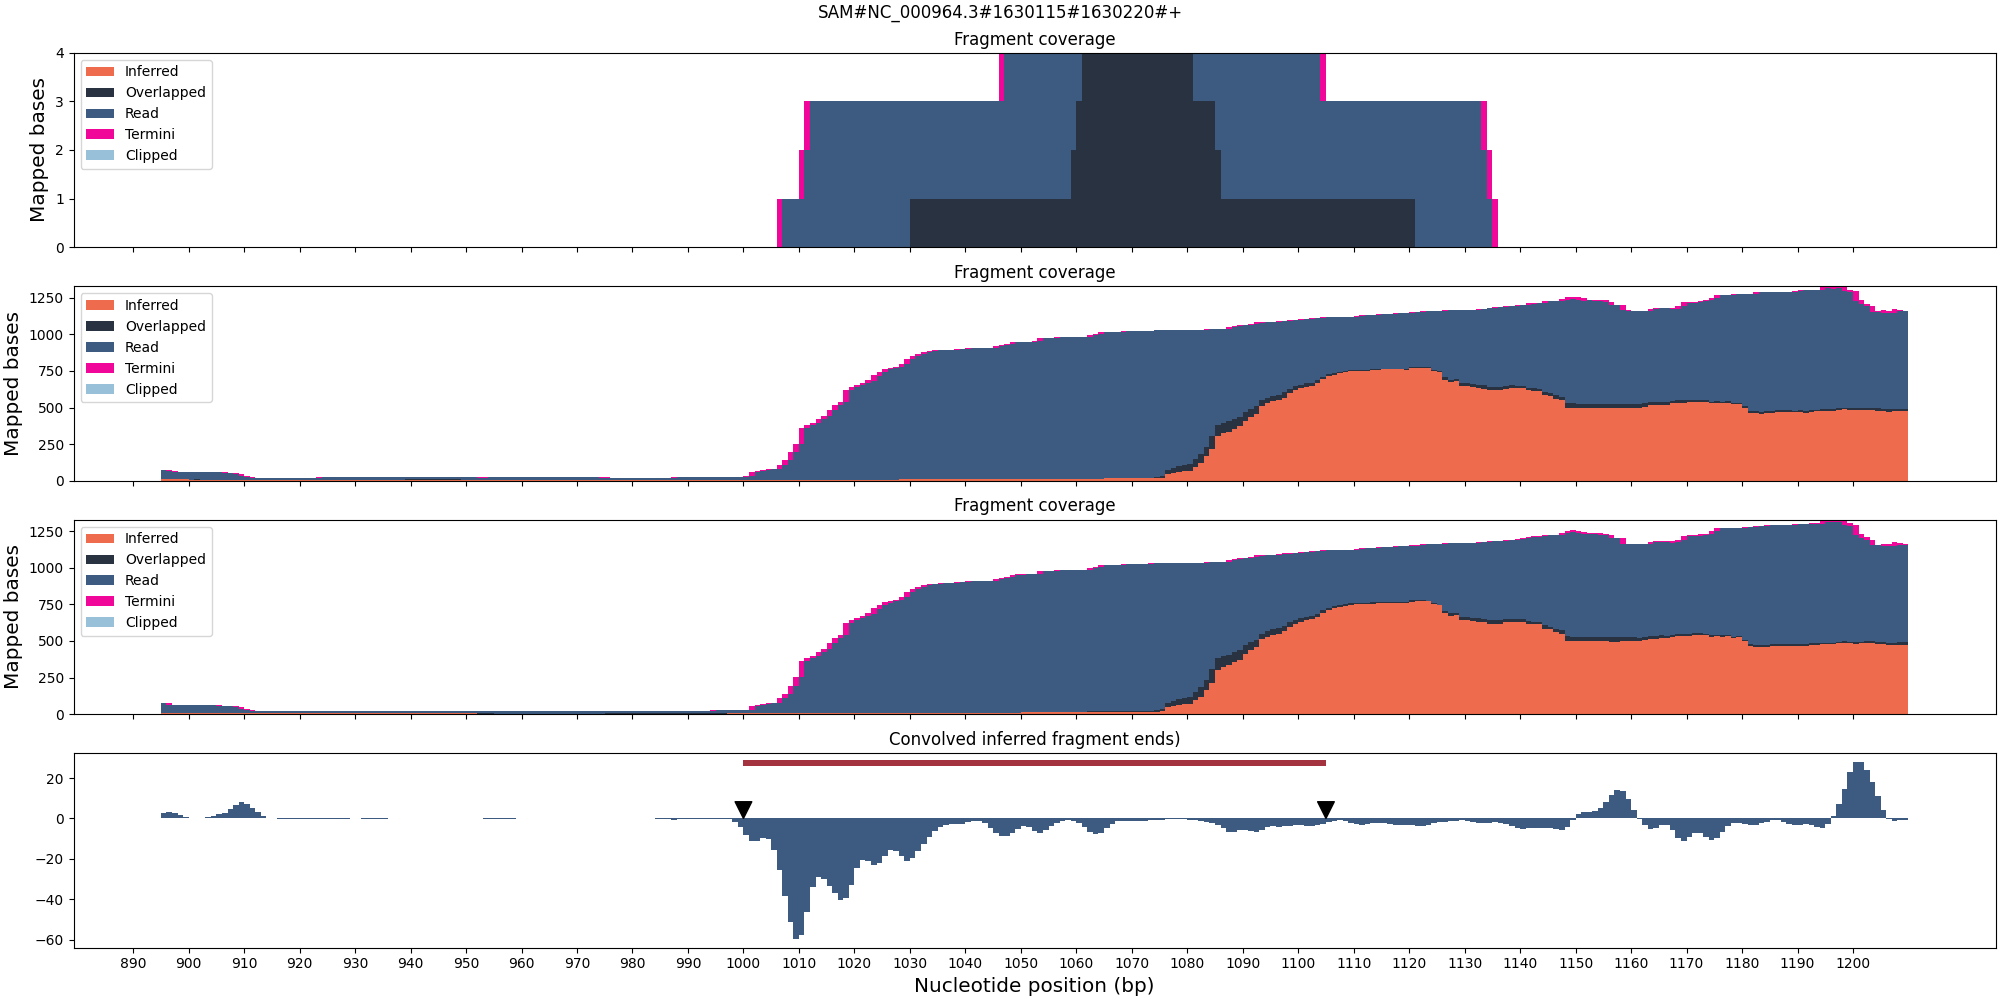 SAM#NC_000964.3#1630115#1630220#+
Fragment coverage
Mapped bases
4
3
2
1
0
Inferred
Overlapped
Read
Termini
Clipped
Fragment coverage
Mapped bases
1250
1000
750
500
250
0
Inferred
Overlapped
Read
Termini
Clipped
Fragment coverage
Mapped bases
1250
1000
750
500
250
0
Inferred
Overlapped
Read
Termini
Clipped
Convolved inferred fragment ends)
20
0
−20
−40
−60
890 900 910 920 930 940 950 960 970 980 990 1000 1010 1020 1030 1040 1050 1060 1070 1080 1090 1100 1110 1120 1130 1140 1150 1160 1170 1180 1190 1200
Nucleotide position (bp)